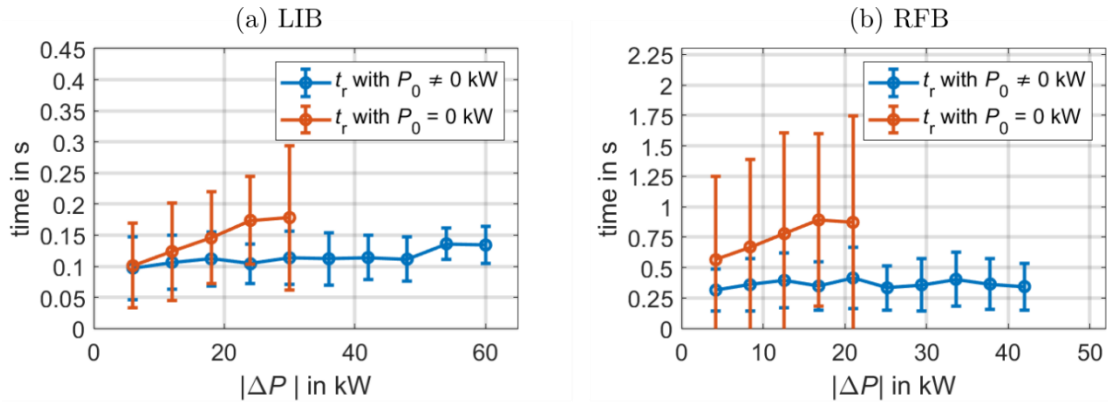 (a) LIB
0.45
0.4
0.35
0.3
0.25
0.2
0.15
0.1
0.05
0
time in s
t_r with P_0 ≠ 0 kW
t_r with P_0 = 0 kW
0 20 40 60
|ΔP | in kW
(b) RFB
2.25
2
1.75
1.5
1.25
1
0.75
0.5
0.25
0
time in s
t_r with P_0 ≠ 0 kW
t_r with P_0 = 0 kW
0 10 20 30 40 50
|ΔP| in kW